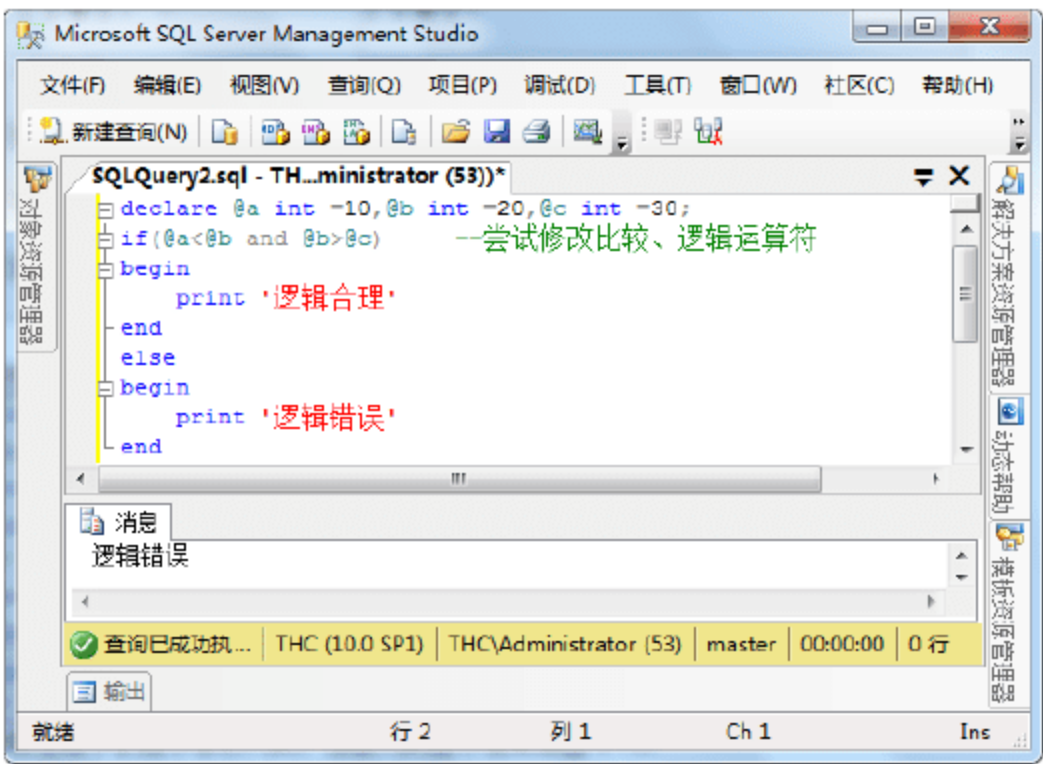 Microsoft SQL Server Management Studio
文件(F) 编辑(E) 视图(V) 查询(Q) 项目(P) 调试(D) 工具(T) 窗口(W) 社区(C) 帮助(H)
新建查询(N)
SQLQuery2.sql - TH...ministrator (53))*
declare @a int =10,@b int =20,@c int =30;
if(@a<@b and @b>@c) --尝试修改比较、逻辑运算符
begin
print '逻辑合理'
end
else
begin
print '逻辑错误'
end
消息
逻辑错误
查询已成功执... THC (10.0 SP1) THC\Administrator (53) master 00:00:00 0 行
输出
就绪 行 2 列 1 Ch 1 Ins
对象资源管理器
解决方案资源管理器
动态帮助
模板资源管理器